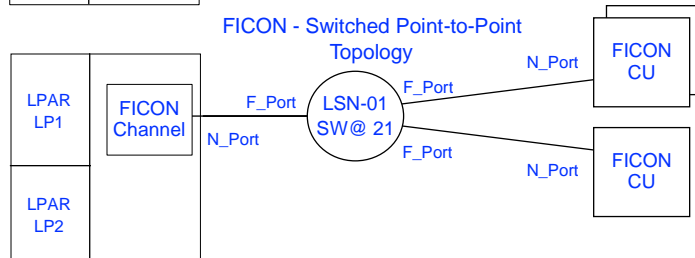 FICON - Switched Point-to-Point
Topology
LPAR
LP1
FICON
Channel
F_Port
N_Port
LSN-01
SW@ 21
F_Port
N_Port
FICON
CU
F_Port
N_Port
FICON
CU
LPAR
LP2